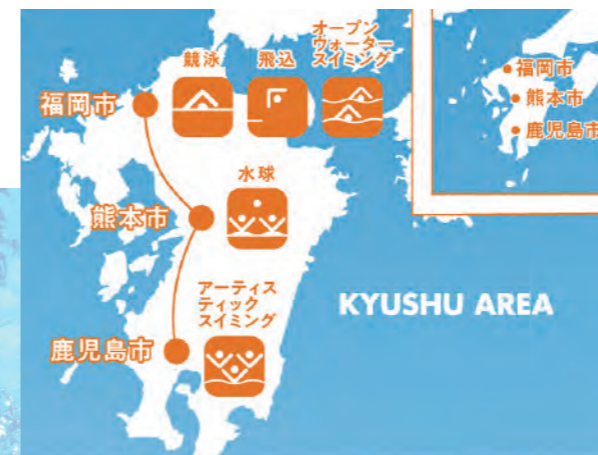 競泳
飛込
オープン
ウォーター
スイミング
福岡市
水球
熊本市
アーティス
ティック
スイミング
鹿児島市
KYUSHU AREA
福岡市
熊本市
鹿児島市